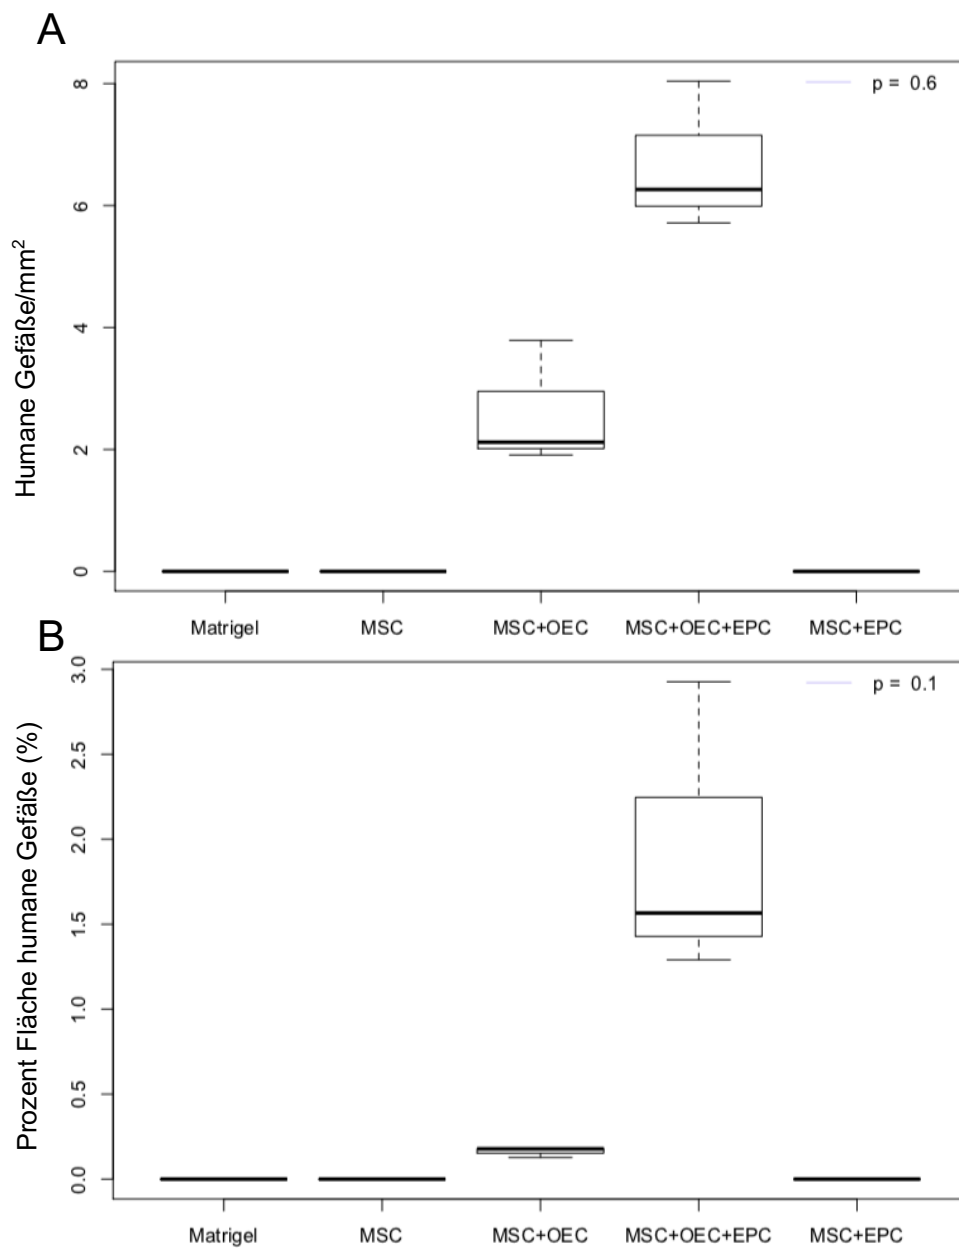 A
Humane Gefäße/mm²
8
6
4
2
0
p = 0.6
Matrigel MSC MSC+OEC MSC+OEC+EPC MSC+EPC
B
Prozent Fläche humane Gefäße (%)
3.0
2.5
2.0
1.5
1.0
0.5
0.0
p = 0.1
Matrigel MSC MSC+OEC MSC+OEC+EPC MSC+EPC